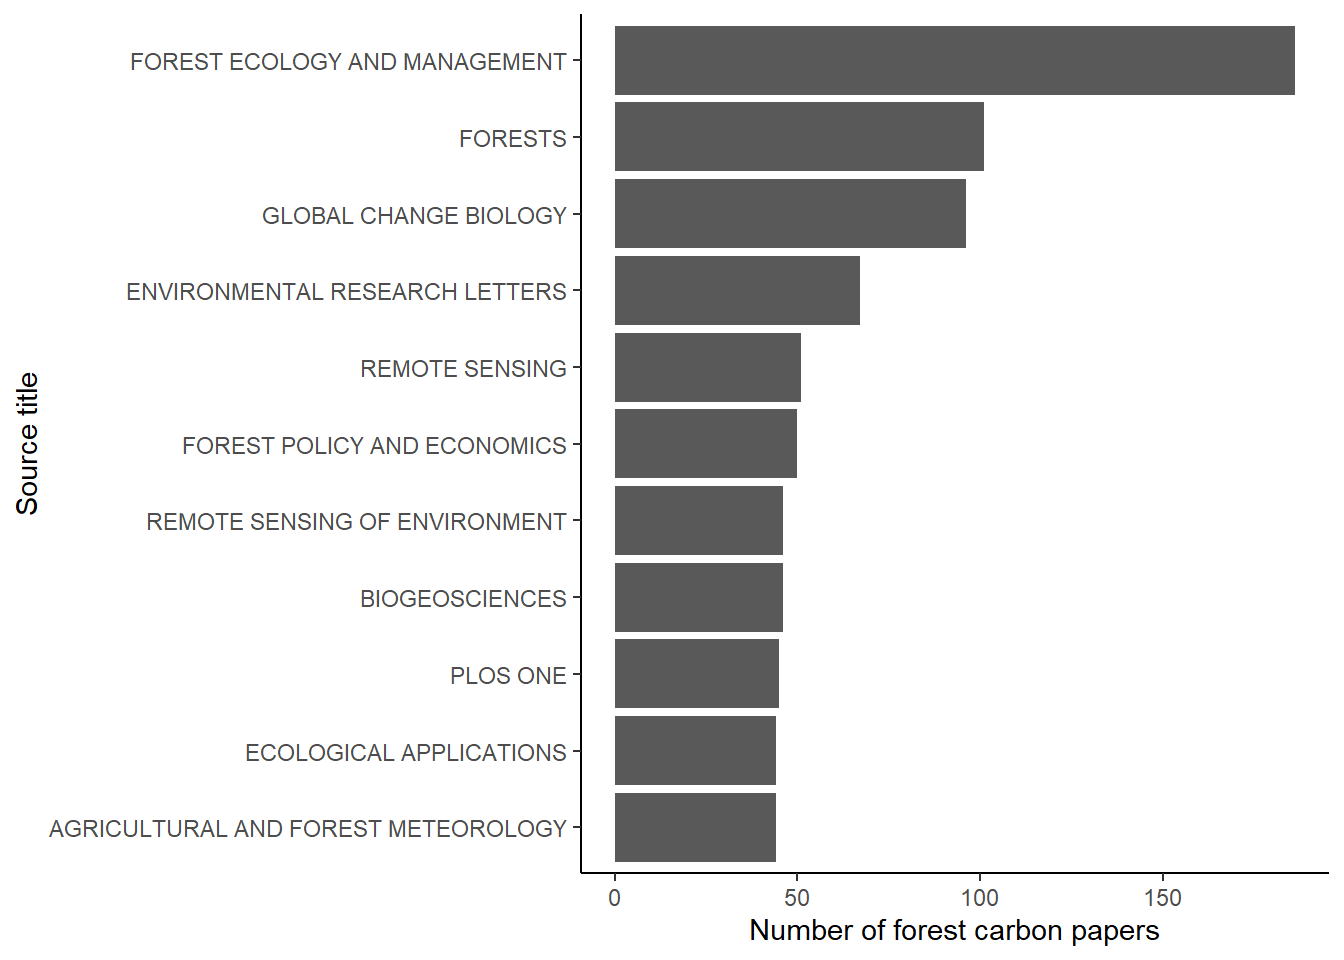 FOREST ECOLOGY AND MANAGEMENT
FORESTS
GLOBAL CHANGE BIOLOGY
ENVIRONMENTAL RESEARCH LETTERS
REMOTE SENSING
FOREST POLICY AND ECONOMICS
REMOTE SENSING OF ENVIRONMENT
BIOGEOSCIENCES
PLOS ONE
ECOLOGICAL APPLICATIONS
AGRICULTURAL AND FOREST METEOROLOGY
Source title
0 50 100 150
Number of forest carbon papers